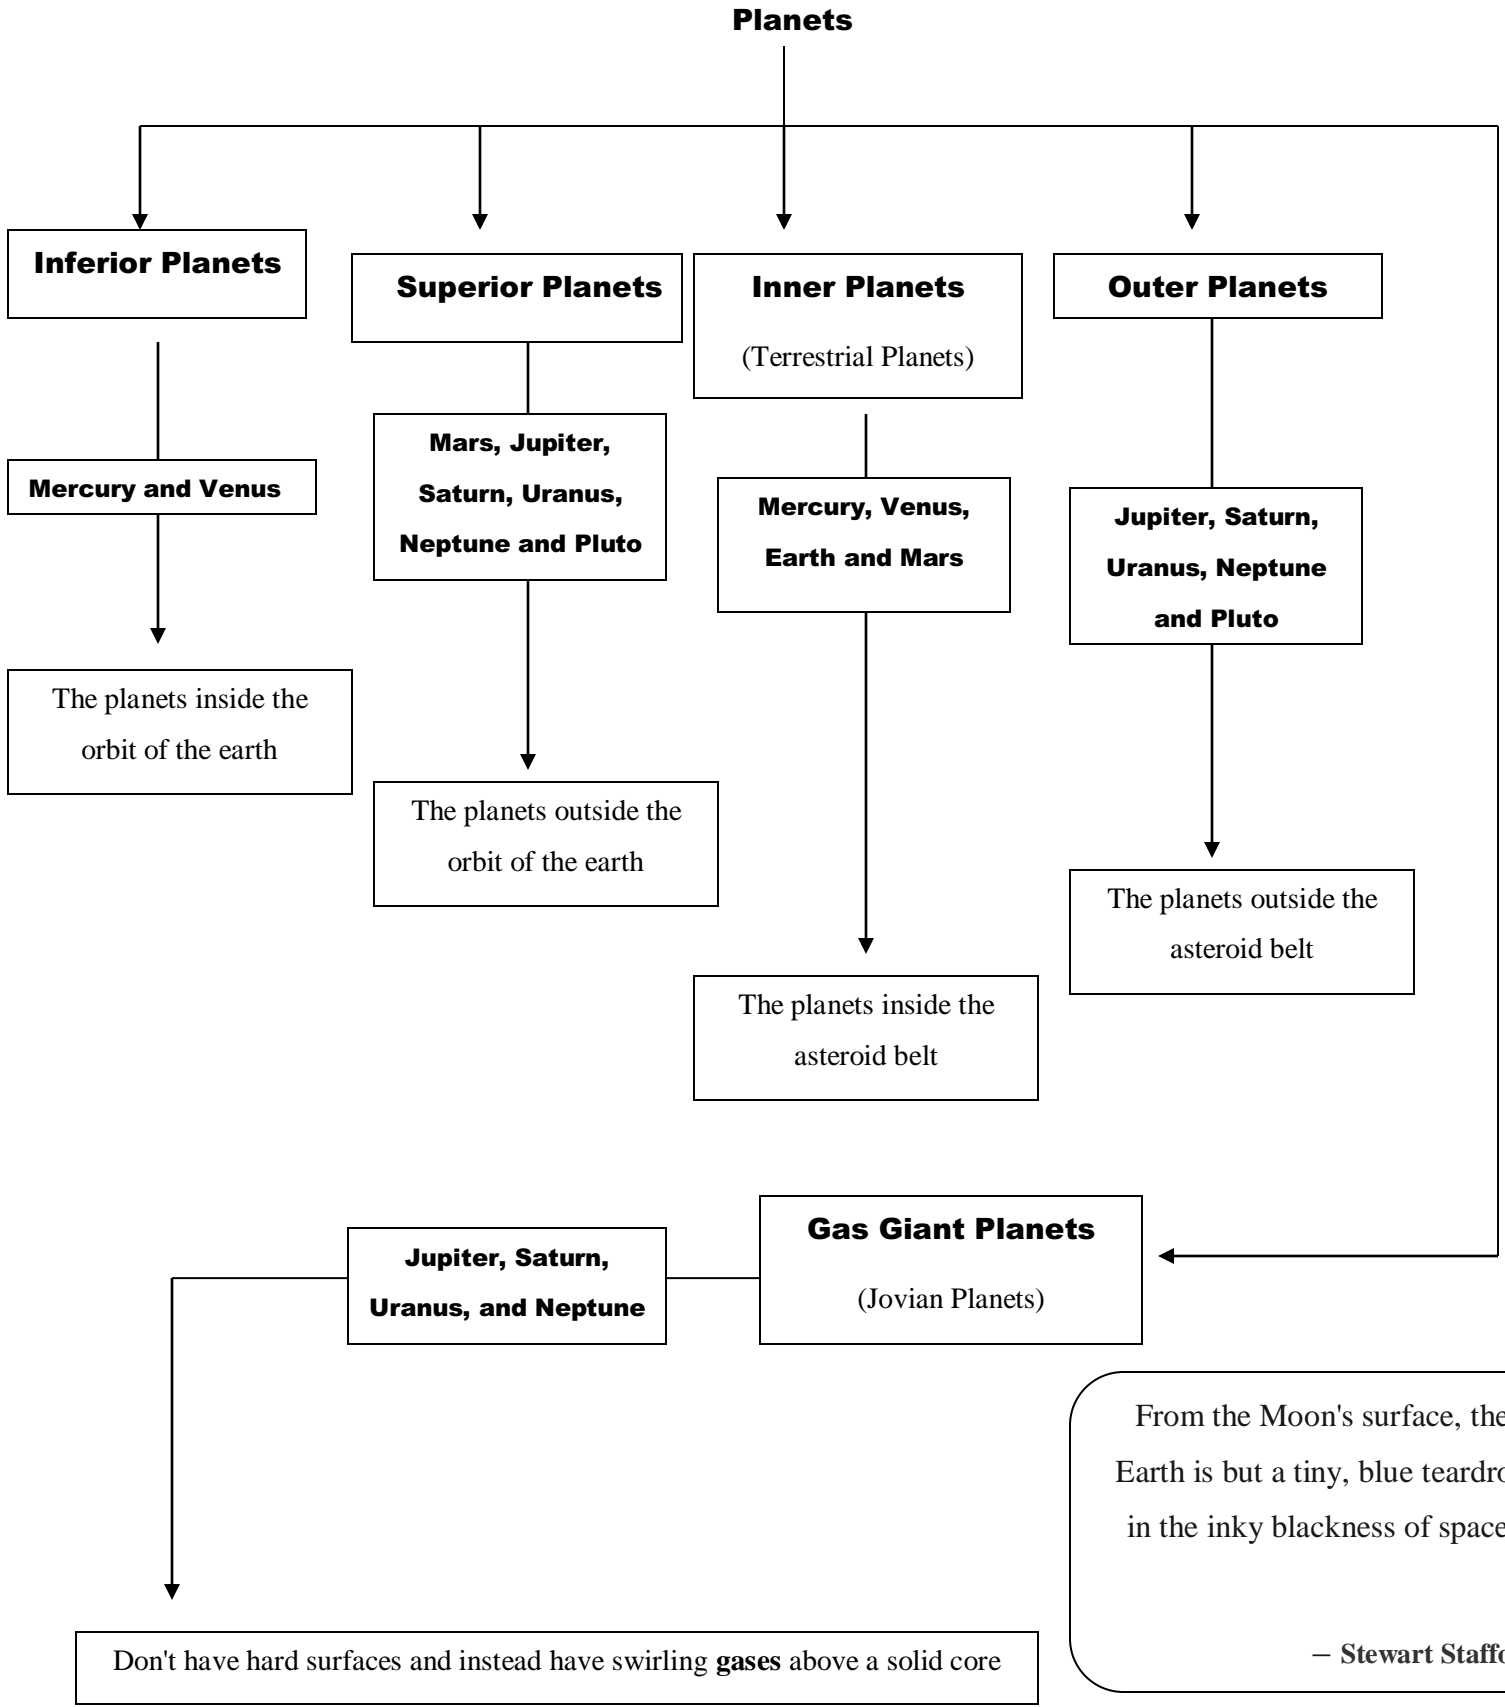 Planets
Inferior Planets
Superior Planets
Inner Planets
(Terrestrial Planets)
Outer Planets
Mercury and Venus
Mars, Jupiter,
Saturn, Uranus,
Neptune and Pluto
Mercury, Venus,
Earth and Mars
Jupiter, Saturn,
Uranus, Neptune
and Pluto
The planets inside the
orbit of the earth
The planets outside the
orbit of the earth
The planets inside the
asteroid belt
The planets outside the
asteroid belt
Gas Giant Planets
(Jovian Planets)
Jupiter, Saturn,
Uranus, and Neptune
Don't have hard surfaces and instead have swirling gases above a solid core
From the Moon's surface, the
Earth is but a tiny, blue
in the inky blackness of space
– Stewart